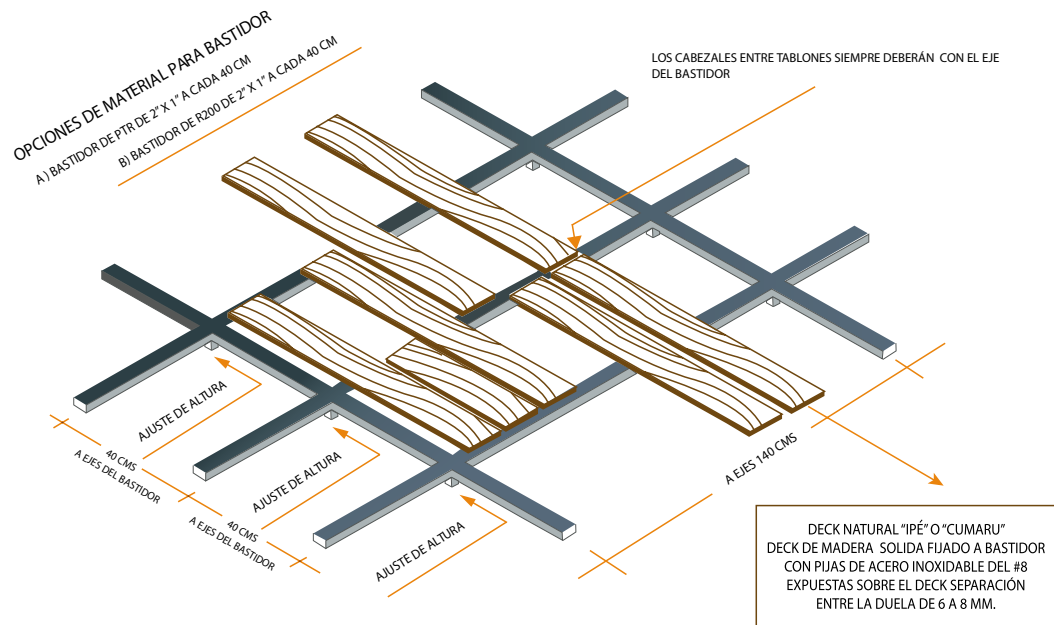 OPCIONES DE MATERIAL PARA BASTIDOR
A ) BASTIDOR DE PTR DE 2" X 1" A CADA 40 CM
B) BASTIDOR DE R200 DE 2" X 1" A CADA 40 CM
LOS CABEZALES ENTRE TABLONES SIEMPRE DEBERÁN CON EL EJE
DEL BASTIDOR
AJUSTE DE ALTURA
AJUSTE DE ALTURA
AJUSTE DE ALTURA
40 CMS
A EJES DEL BASTIDOR
40 CMS
A EJES DEL BASTIDOR
A EJES 140 CMS
DECK NATURAL "IPÉ" O "CUMARU"
DECK DE MADERA SOLIDA FIJADO A BASTIDOR
CON PIJAS DE ACERO INOXIDABLE DEL #8
EXPUESTAS SOBRE EL DECK SEPARACIÓN
ENTRE LA DUELA DE 6 A 8 MM.